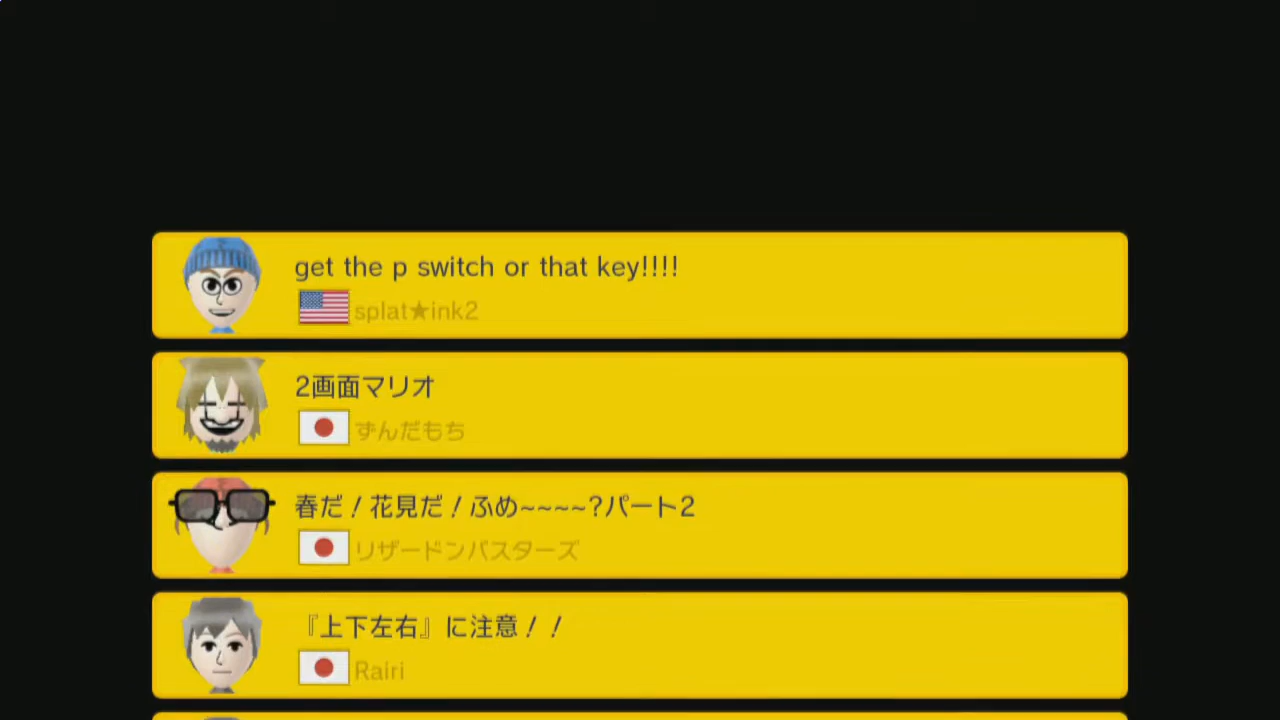 get the p switch or that key!!!!
splat★ink2
2画面マリオ
ずんだもち
春だ！花見だ！ふめ~~~~?パート2
リザードンバスターズ
『上下左右』に注意！！
Rairi